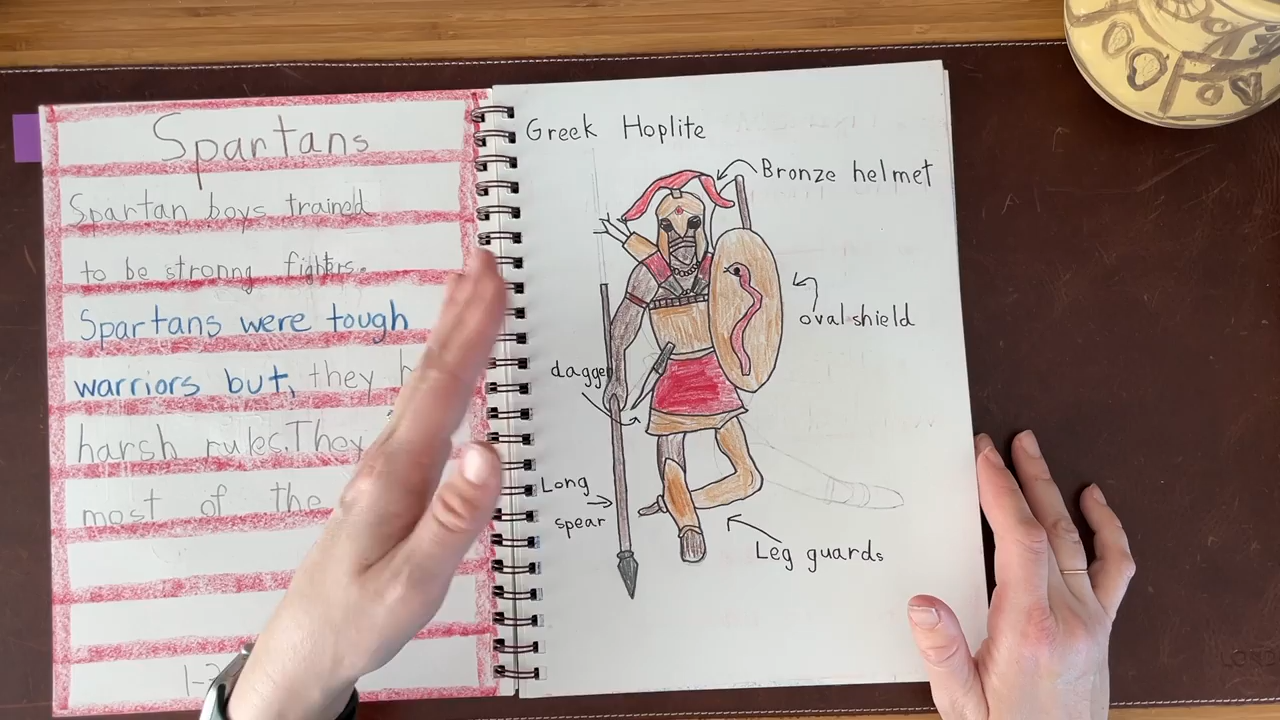 Spartans
Spartan boys trained
to be stronng fighters.
Spartans were tough
warriors but, they
harsh rules. They
most of the
Greek Hoplite
Bronze helmet
oval shield
dagger
Long
spear
Leg guards